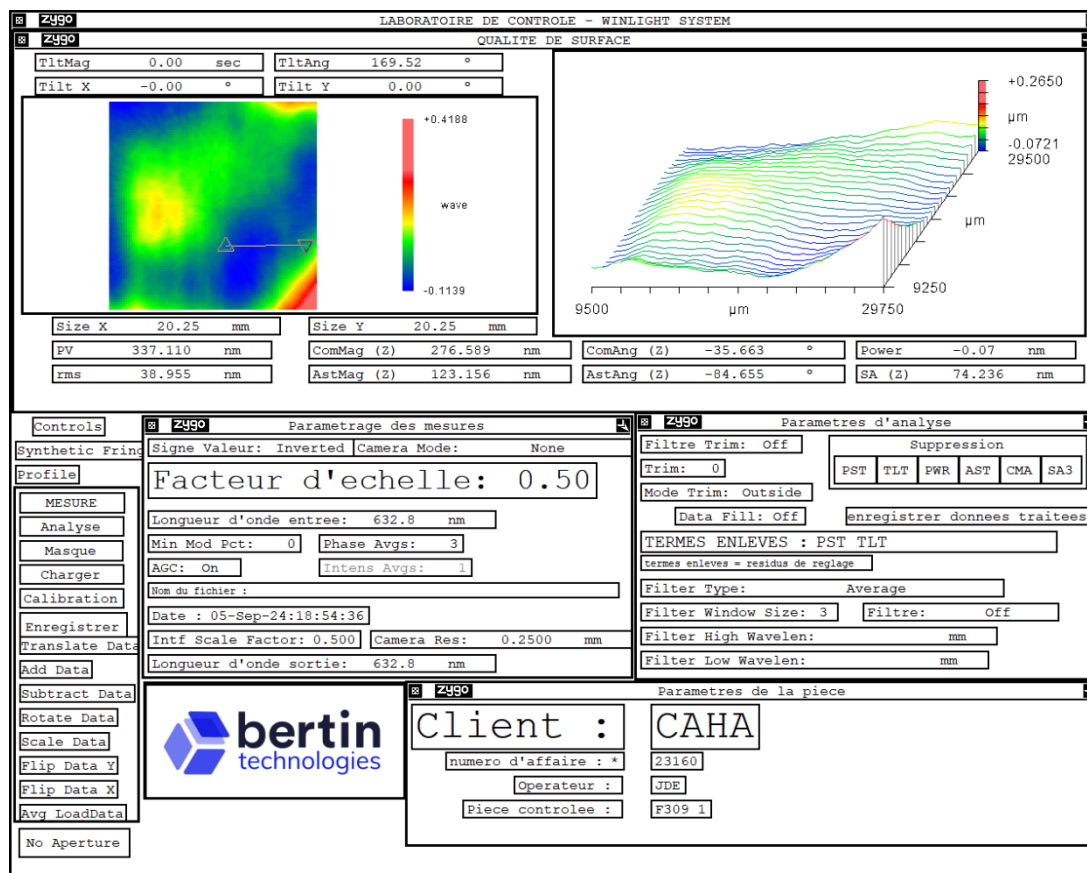 zygo LABORATOIRE DE CONTROLE - WINLIGHT SYSTEM
zygo QUALITE DE SURFACE
TltMag 0.00 sec TltAng 169.52 °
Tilt X -0.00 ° Tilt Y 0.00 °
+0.4188
wave
-0.1139
+0.2650
µm
-0.0721
29500
µm
9250
9500 µm 29750
Size X 20.25 mm Size Y 20.25 mm
PV 337.110 nm ComMag (Z) 276.589 nm ComAng (Z) -35.663 ° Power -0.07 nm
rms 38.955 nm AstMag (Z) 123.156 nm AstAng (Z) -84.655 ° SA (Z) 74.236 nm
Controls
Synthetic Fring
Profile
MESURE
Analyse
Masque
Charger
Calibration
Enregistrer
Translate Data
Add Data
Subtract Data
Rotate Data
Scale Data
Flip Data Y
Flip Data X
Avg LoadData
No Aperture
zygo Parametrage des mesures
Signe Valeur: Inverted Camera Mode: None
Facteur d'echelle: 0.50
Longueur d'onde entree: 632.8 nm
Min Mod Pct: 0 Phase Avgs: 3
AGC: On Intens Avgs: 1
Nom du fichier :
Date : 05-Sep-24:18:54:36
Intf Scale Factor: 0.500 Camera Res: 0.2500 mm
Longueur d'onde sortie: 632.8 nm
zygo Parametres d'analyse
Filtre Trim: Off Suppression
Trim: 0 PST TLT PWR AST CMA SA3
Mode Trim: Outside
Data Fill: Off enregistrer donnees traitees
TERMES ENLEVES : PST TLT
termes enleves = residus de reglage
Filter Type: Average
Filter Window Size: 3 Filtre: Off
Filter High Wavelen: mm
Filter Low Wavelen: mm
bertin
technologies
zygo Parametres de la piece
Client : CAHA
numero d'affaire : * 23160
Operateur : JDE
Piece controlee : F309 1